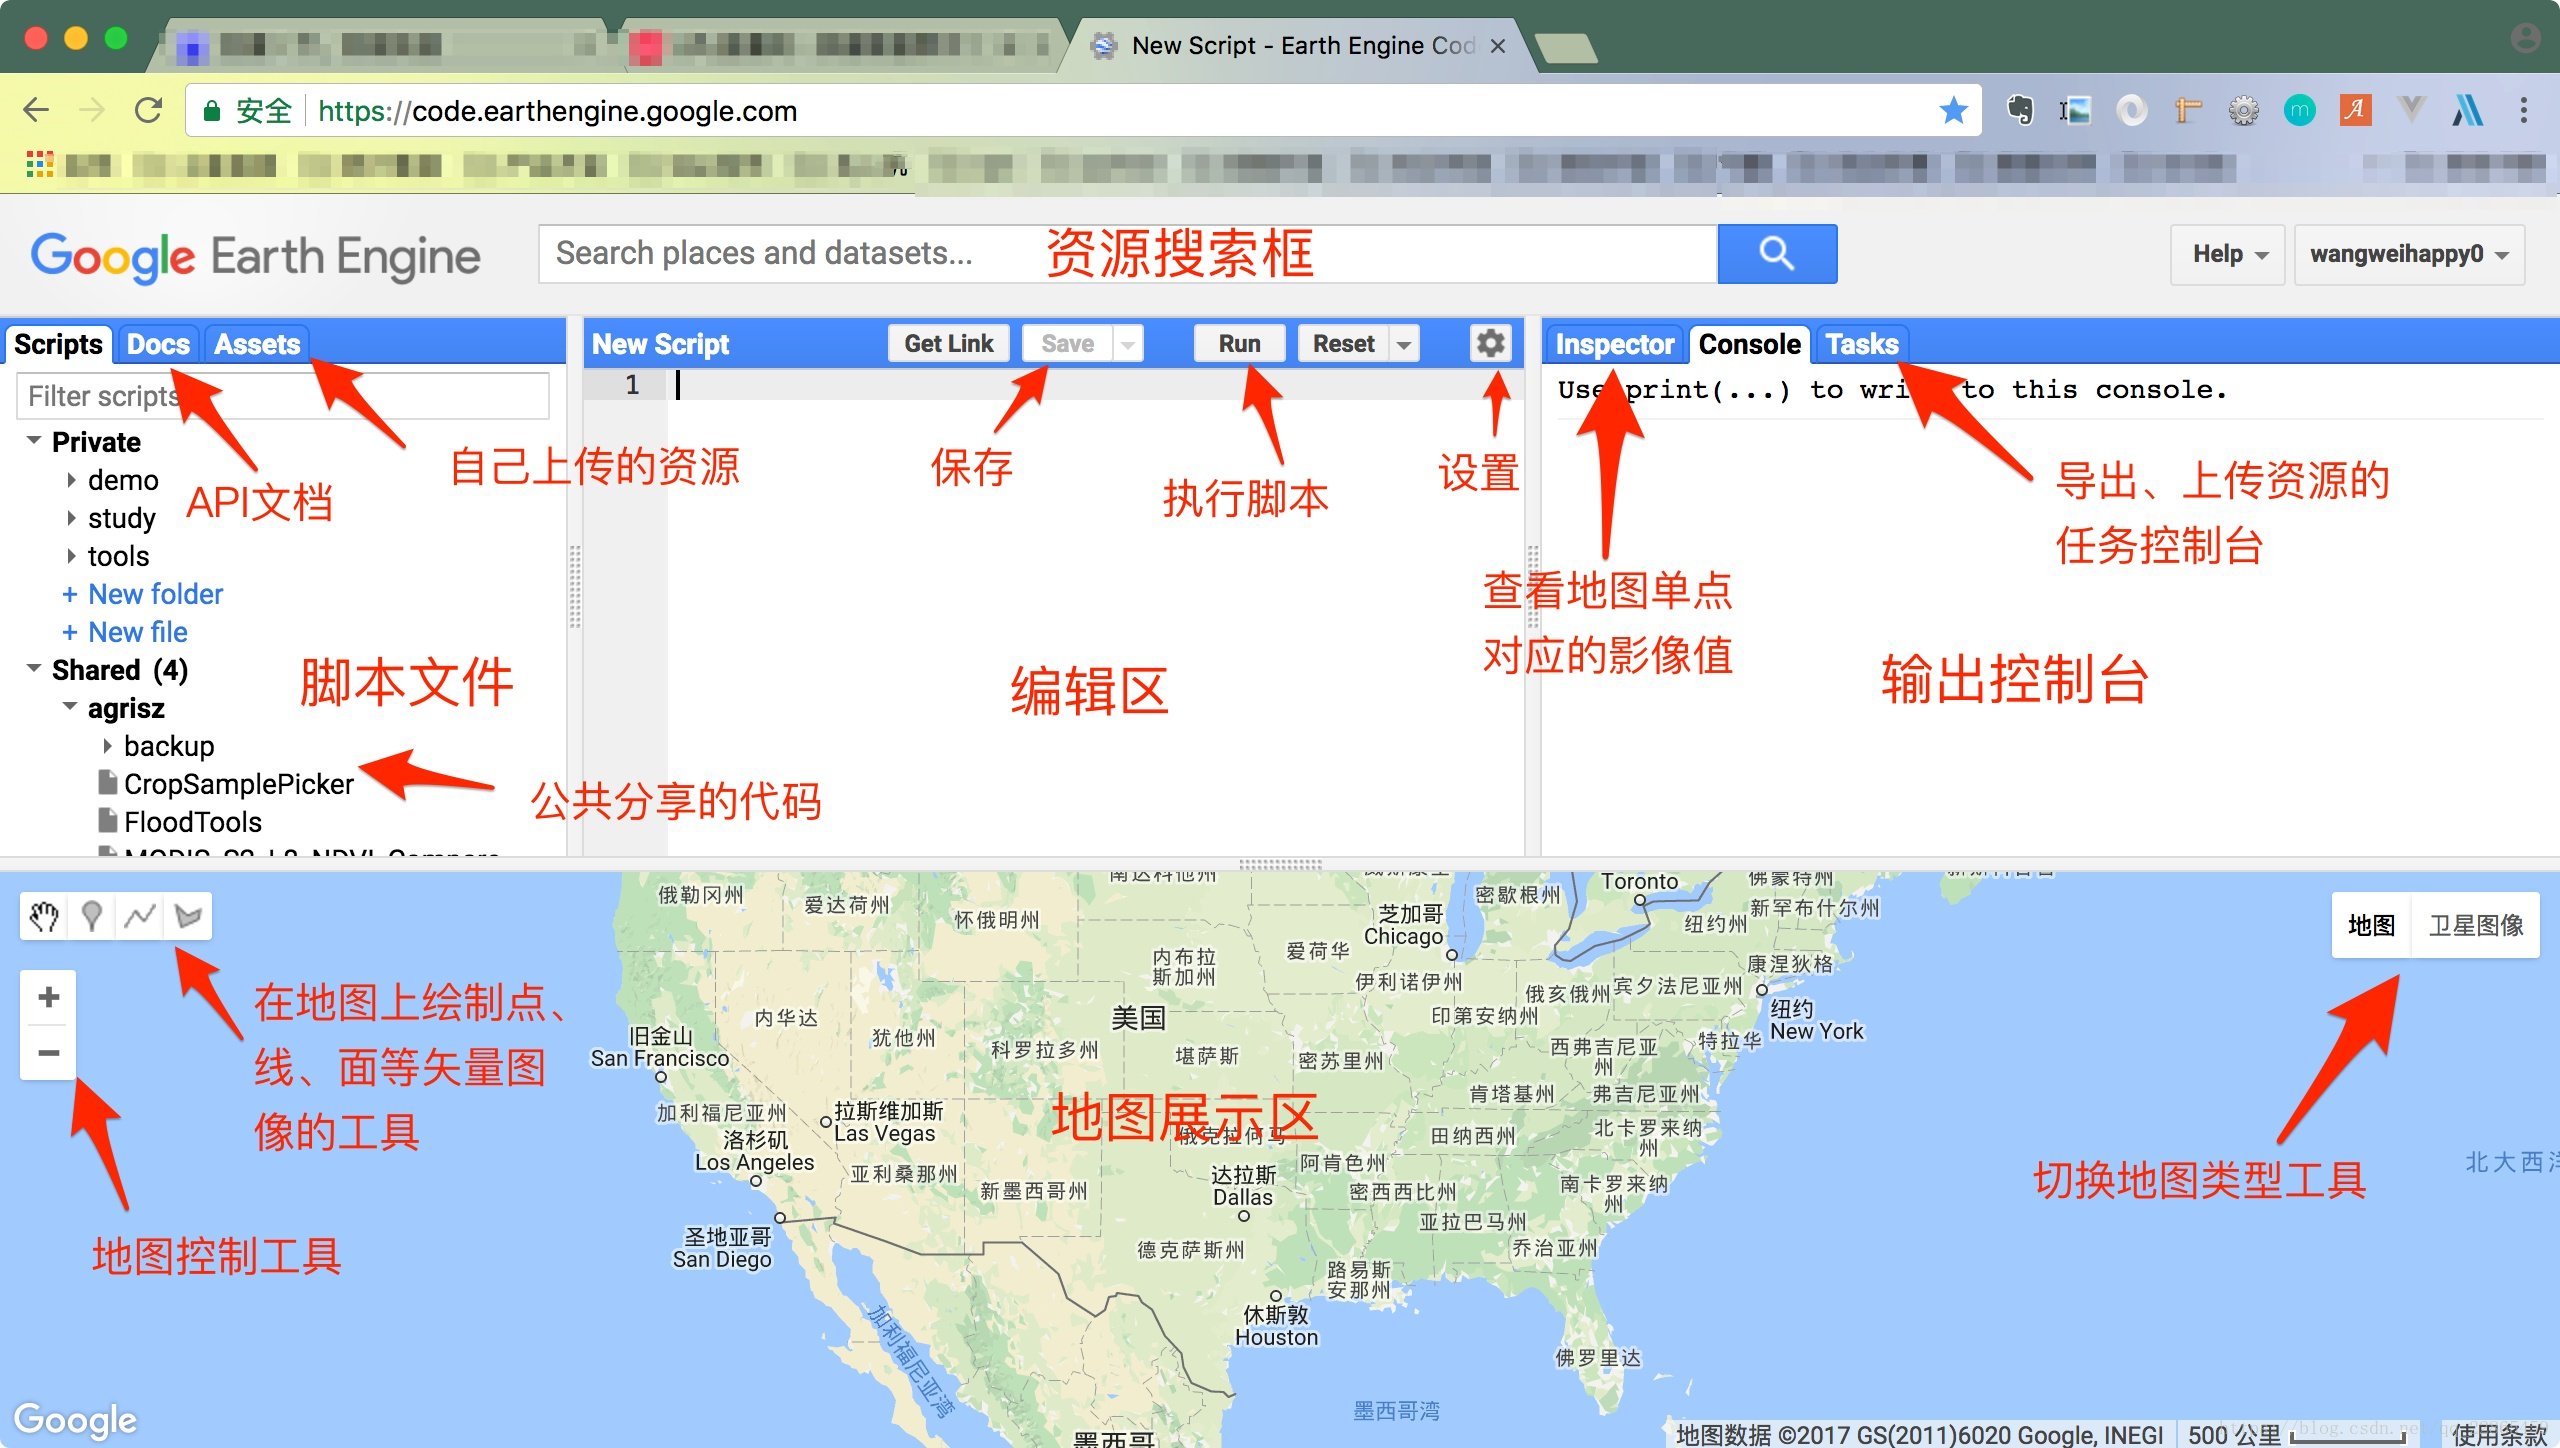 New Script - Earth Engine Cod
安全 https://code.earthengine.google.com
Google Earth Engine
Search places and datasets...
资源搜索框
Help
wangweihappy0
Scripts Docs Assets
New Script
Get Link
Save
Run
Reset
Inspector Console Tasks
Filter scripts
1
Use print(...) to write to this console.
Private
demo
study
tools
+ New folder
+ New file
Shared (4)
agrisz
backup
CropSamplePicker
FloodTools
MODIS_S2_L8_NDVI_Compare
API文档
自己上传的资源
脚本文件
公共分享的代码
保存
执行脚本
设置
编辑区
查看地图单点
对应的影像值
导出、上传资源的
任务控制台
输出控制台
在地图上绘制点、
线、面等矢量图
像的工具
地图控制工具
地图展示区
切换地图类型工具
地图
卫星图像
俄勒冈州
爱达荷州
怀俄明州
南达科他州
密歇根州
Toronto
佛蒙特州
新罕布什尔州
纽约州
芝加哥
Chicago
爱荷华
内布拉
斯加州
伊利诺伊州
康涅狄格
俄亥俄州
宾夕法尼亚州
纽约
New York
印第安纳州
内华达
犹他州
美国
旧金山
San Francisco
科罗拉多州
堪萨斯
密苏里州
西弗吉尼亚
州
特拉华
肯塔基州
弗吉尼亚州
加利福尼亚州
拉斯维加斯
Las Vegas
洛杉矶
Los Angeles
俄克拉何马
田纳西州
北卡罗来纳
州
亚利桑那州
新墨西哥州
达拉斯
Dallas
阿肯色州
密西西比州
南卡罗来纳
州
亚拉巴马州
圣地亚哥
San Diego
德克萨斯州
乔治亚州
路易斯
安那州
休斯敦
Houston
佛罗里达
加利福尼亚湾
墨西哥湾
墨西哥
北大西洋
Google
地图数据 ©2017 GS(2011)6020 Google, INEGI
500 公里
使用条款